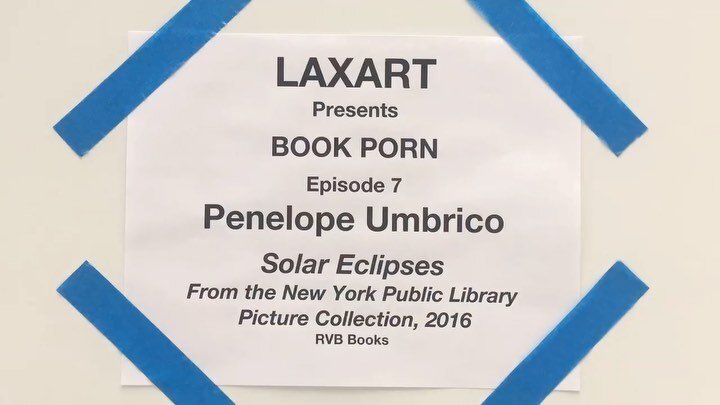 LAXART
Presents
BOOK PORN
Episode 7
Penelope Umbrico
Solar Eclipses
From the New York Public Library
Picture Collection, 2016
RVB Books